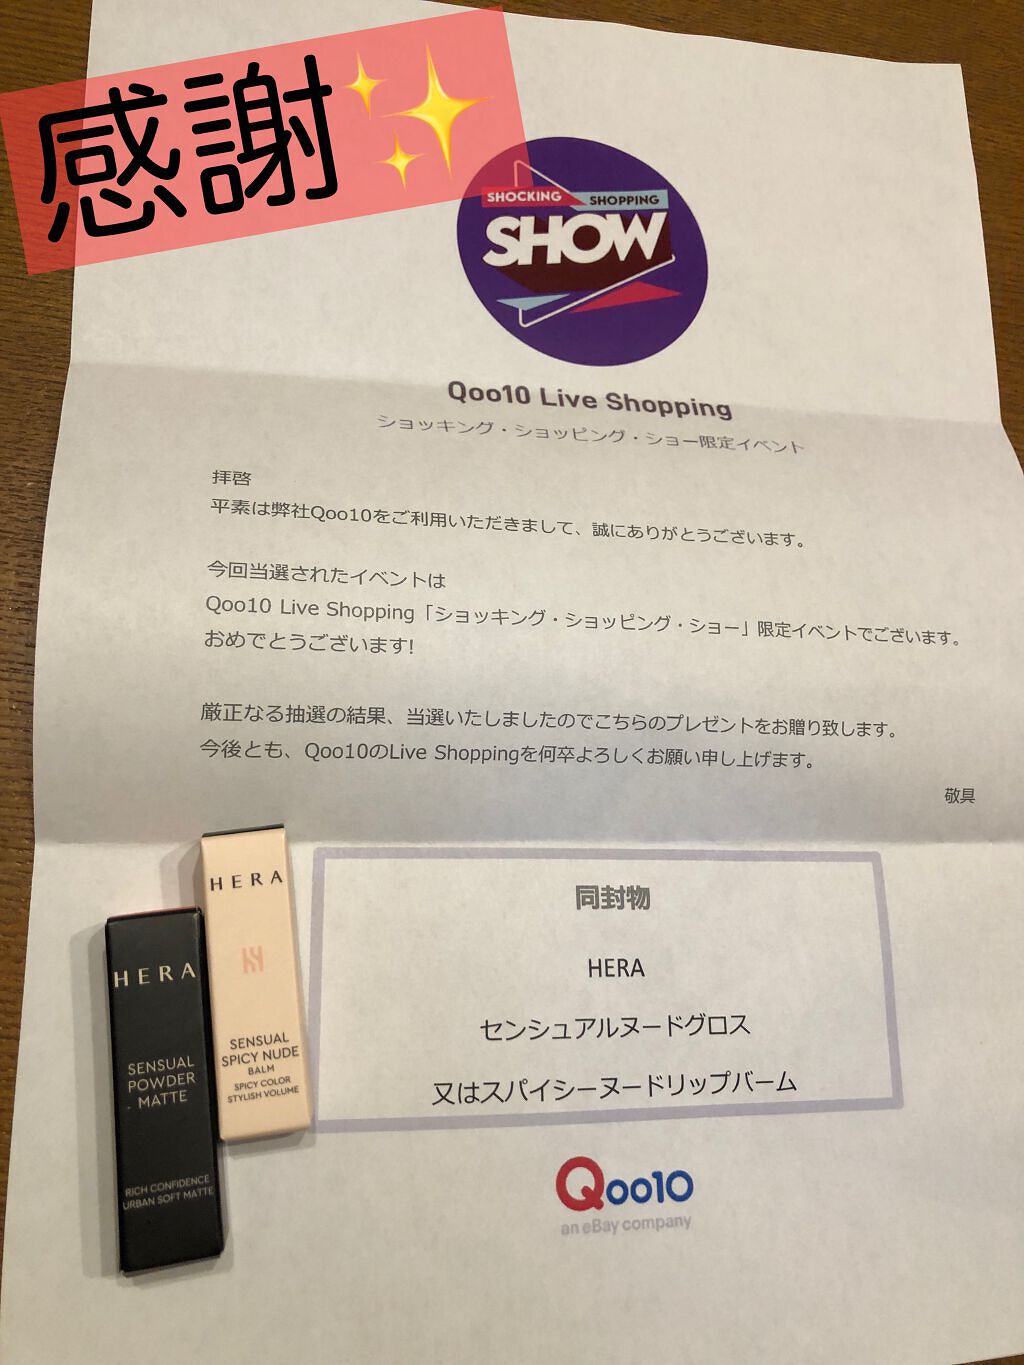 感謝✨
SHOCKING
SHOPPING
SHOW
Qoo10 Live Shopping
ショッキング・ショッピング・ショー限定イベント
拝啓
平素は弊社Qoo10をご利用いただきまして、誠にありがとうございます。
今回当選されたイベントは
Qoo10 Live Shopping「ショッキング・ショッピング・ショー」限定イベントでございます。
おめでとうございます!
厳正なる抽選の結果、当選いたしましたのでこちらのプレゼントをお贈り致します。
今後とも、Qoo10のLive Shoppingを何卒よろしくお願い申し上げます。
敬具
同封物
HERA
センシュアルヌードグロス
又はスパイシーヌードリップバーム
Qoo10
an eBay company
HERA
SENSUAL
SPICY NUDE
BALM
SPICY COLOR
STYLISH VOLUME
HERA
SENSUAL
POWDER
MATTE
RICH CONFIDENCE
URBAN SOFT MATTE